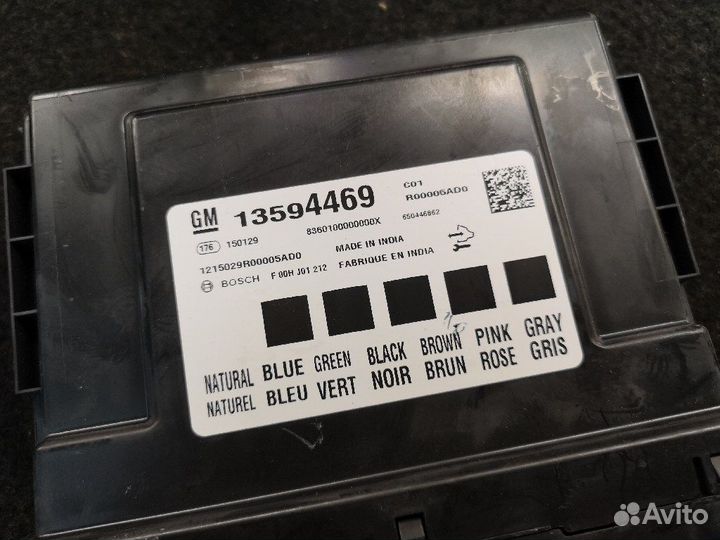 GM 13594469 C01
R00005AD0
176 150129 8360100000000X 650446862
1215029R00005AD0 MADE IN INDIA
BOSCH F 00H J01 212 FABRIQUE EN INDIA
NATURAL BLUE GREEN BLACK BROWN PINK GRAY
NATUREL BLEU VERT NOIR BRUN ROSE GRIS
Avito